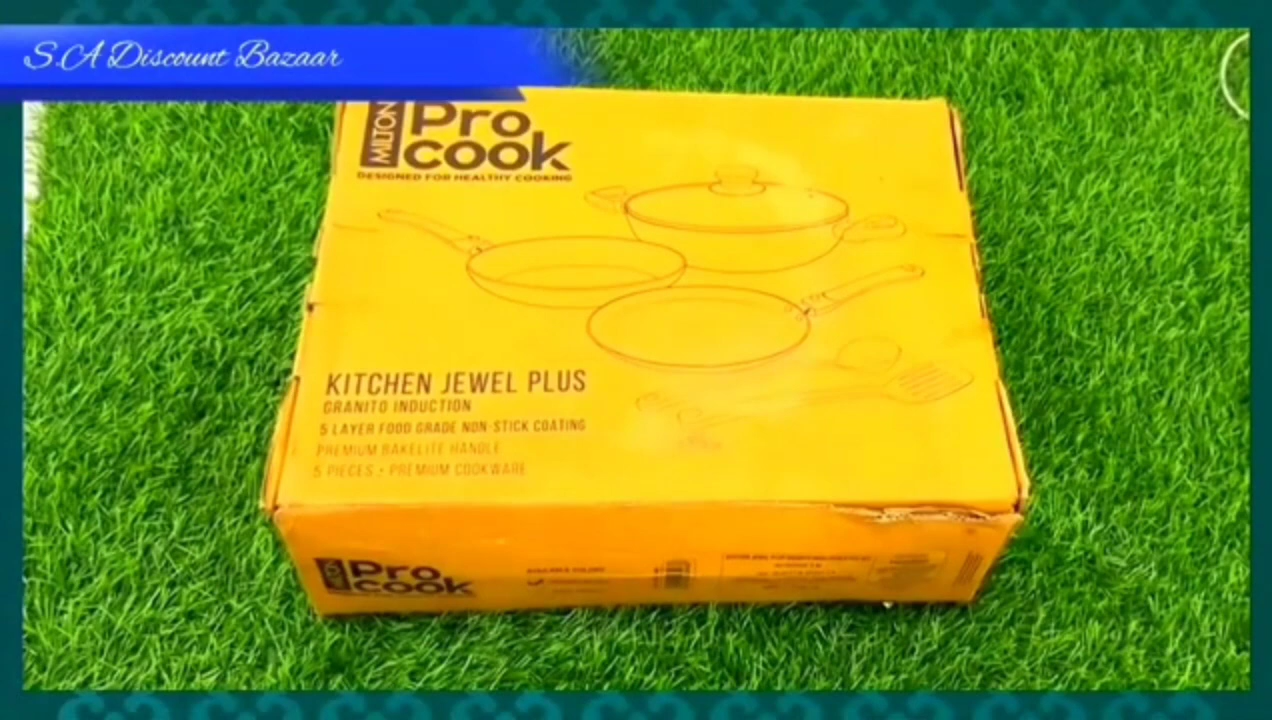 S.A Discount Bazaar
MILTON
Pro
cook
DESIGNED FOR HEALTHY COOKING
KITCHEN JEWEL PLUS
GRANITO INDUCTION
5 LAYER FOOD GRADE NON-STICK COATING
PREMIUM BAKELITE HANDLE
5 PIECES - PREMIUM COOKWARE
Pro
cook